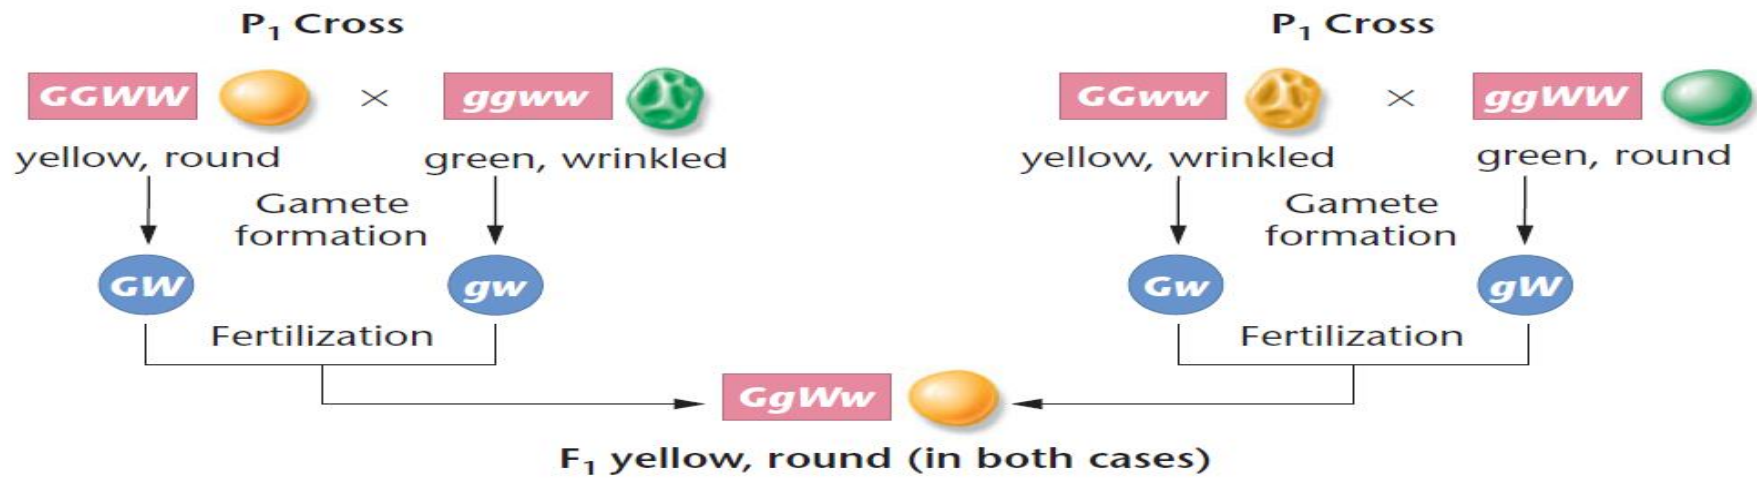 P₁ Cross
GGWW × ggww
yellow, round green, wrinkled
Gamete
formation
GW gw
Fertilization
P₁ Cross
GGww × ggWW
yellow, wrinkled green, round
Gamete
formation
Gw gW
Fertilization
GgWw
F₁ yellow, round (in both cases)